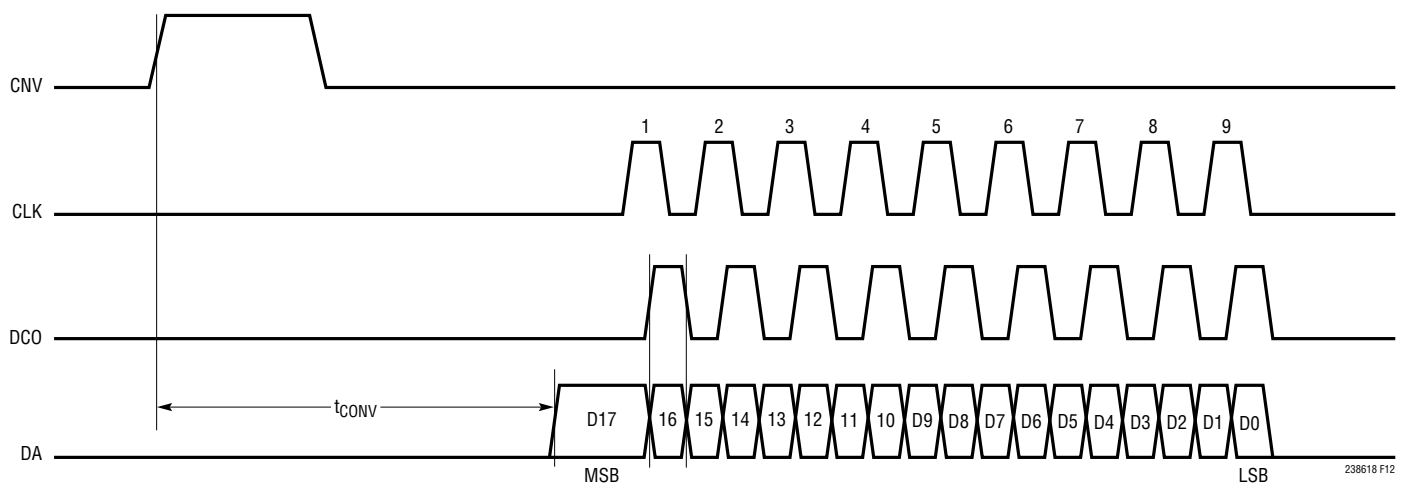 CNV
1 2 3 4 5 6 7 8 9
CLK
DCO
tCONV
D17 16 15 14 13 12 11 10 D9 D8 D7 D6 D5 D4 D3 D2 D1 D0
DA
MSB LSB
238618 F12